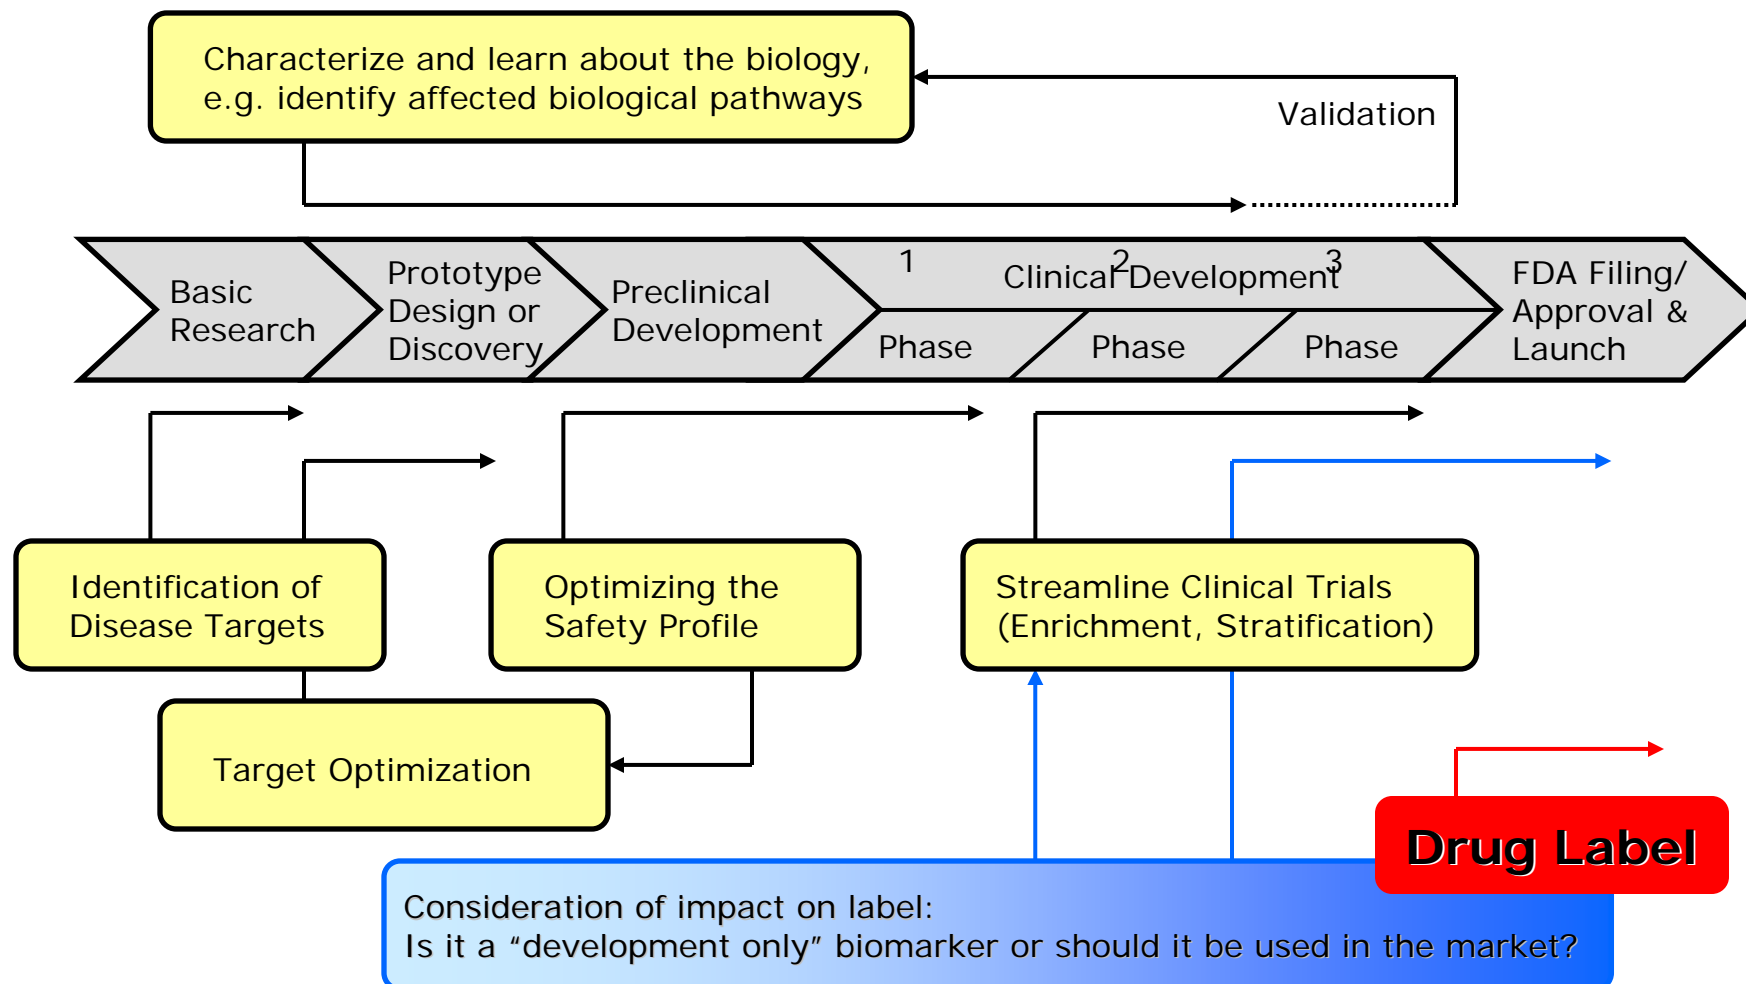 Characterize and learn about the biology,
e.g. identify affected biological pathways
Validation
Basic
Research
Prototype
Design or
Discovery
Preclinical
Development
1
2
3
Clinical Development
Phase
Phase
Phase
FDA Filing/
Approval &
Launch
Identification of
Disease Targets
Optimizing the
Safety Profile
Streamline Clinical Trials
(Enrichment, Stratification)
Target Optimization
Drug Label
Consideration of impact on label:
Is it a “development only” biomarker or should it be used in the market?